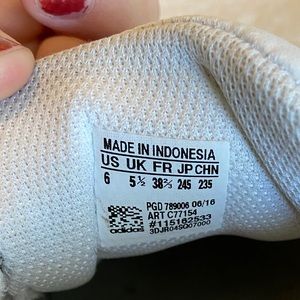 MADE IN INDONESIA
US UK FR JP CHN
6 5½ 38⅔ 245 235
PGD 789006 06/16
ART C77154
#115162533
3DJR04SQ07000
adidas